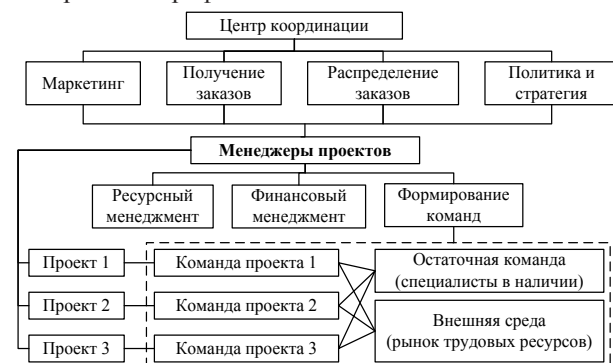 Центр координации
Маркетинг
Получение
заказов
Распределение
заказов
Политика и
стратегия
Менеджеры проектов
Ресурсный
менеджмент
Финансовый
менеджмент
Формирование
команд
Проект 1
Команда проекта 1
Остаточная команда
(специалисты в наличии)
Проект 2
Команда проекта 2
Внешняя среда
(рынок трудовых ресурсов)
Проект 3
Команда проекта 3